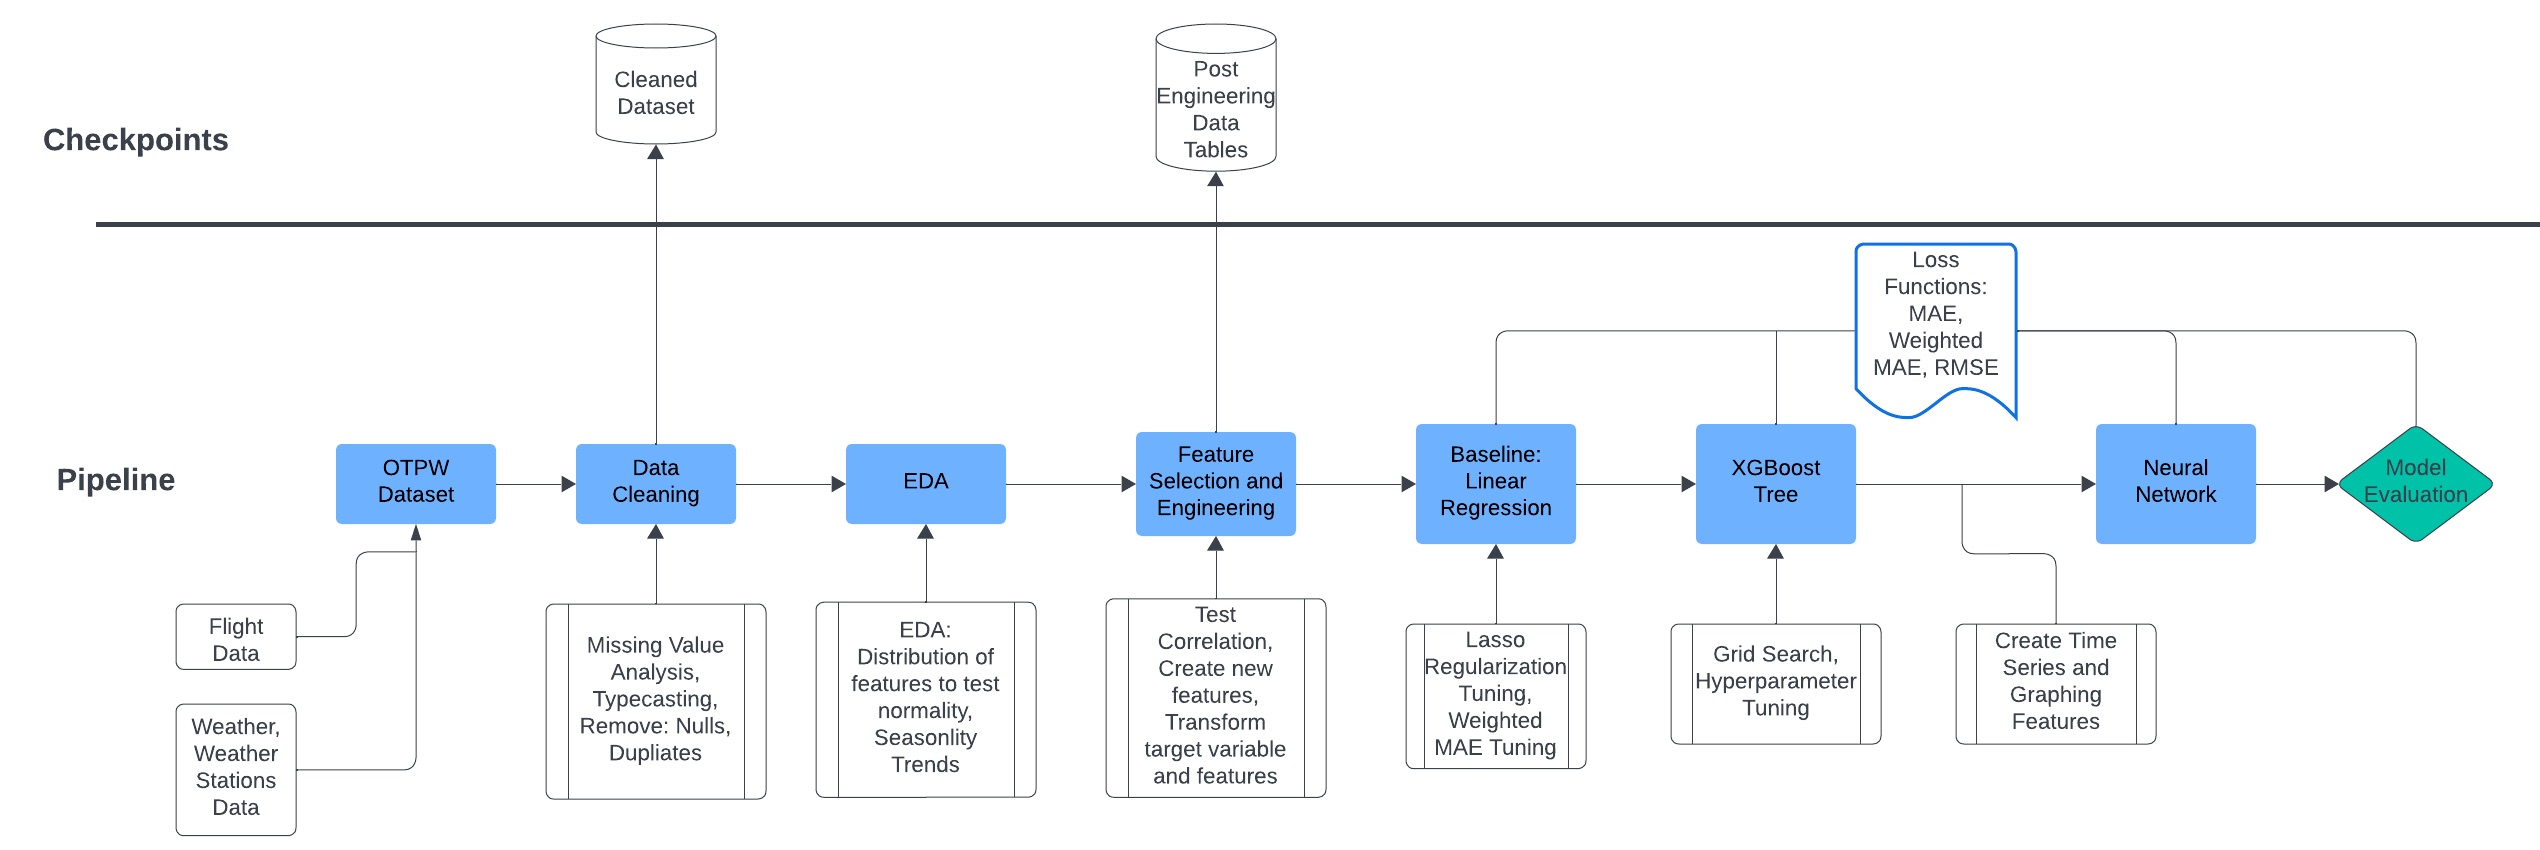 Cleaned
Dataset
Post
Engineering
Data
Tables
Checkpoints
Loss
Functions:
MAE,
Weighted
MAE, RMSE
Pipeline
OTPW
Dataset
Data
Cleaning
EDA
Feature
Selection and
Engineering
Baseline:
Linear
Regression
XGBoost
Tree
Neural
Network
Model
Evaluation
Flight
Data
Weather,
Weather
Stations
Data
Missing Value
Analysis,
Typecasting,
Remove: Nulls,
Dupliates
EDA:
Distribution of
features to test
normality,
Seasonlity
Trends
Test
Correlation,
Create new
features,
Transform
target variable
and features
Lasso
Regularization
Tuning,
Weighted
MAE Tuning
Grid Search,
Hyperparameter
Tuning
Create Time
Series and
Graphing
Features